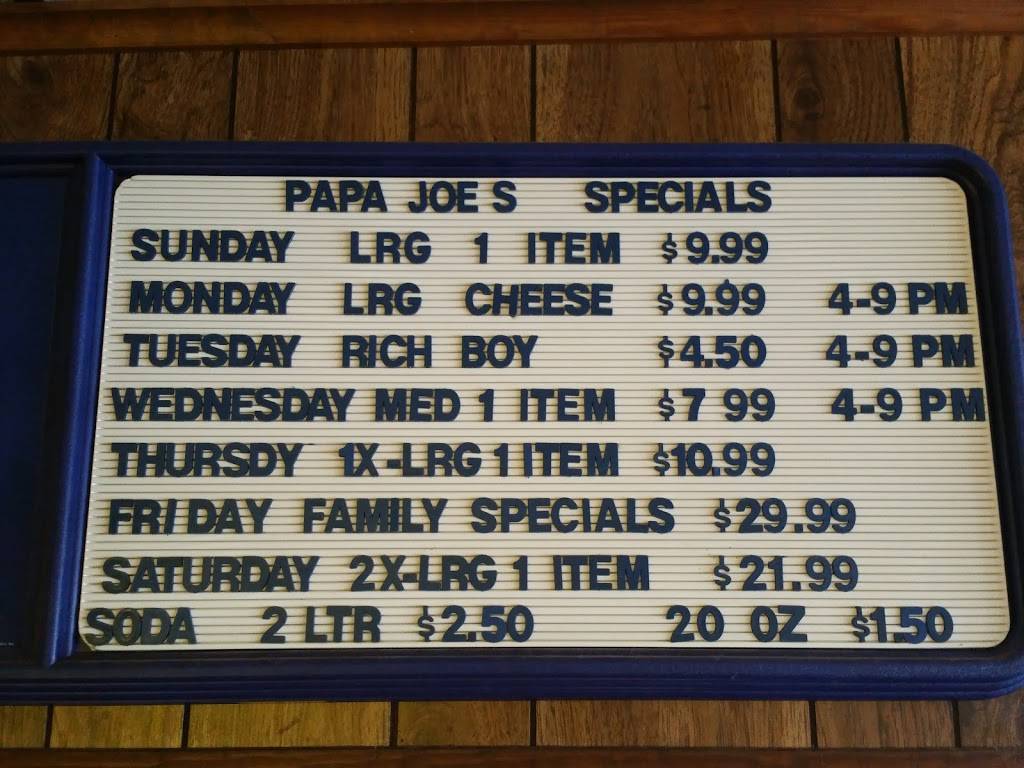 PAPA JOE S SPECIALS
SUNDAY LRG 1 ITEM $9.99
MONDAY LRG CHEESE $9.99 4-9 PM
TUESDAY RICH BOY $4.50 4-9 PM
WEDNESDAY MED 1 ITEM $7 99 4-9 PM
THURSDY 1X-LRG 1 ITEM $10.99
FRIDAY FAMILY SPECIALS $29.99
SATURDAY 2X-LRG 1 ITEM $21.99
SODA 2 LTR $2.50 20 OZ $1.50